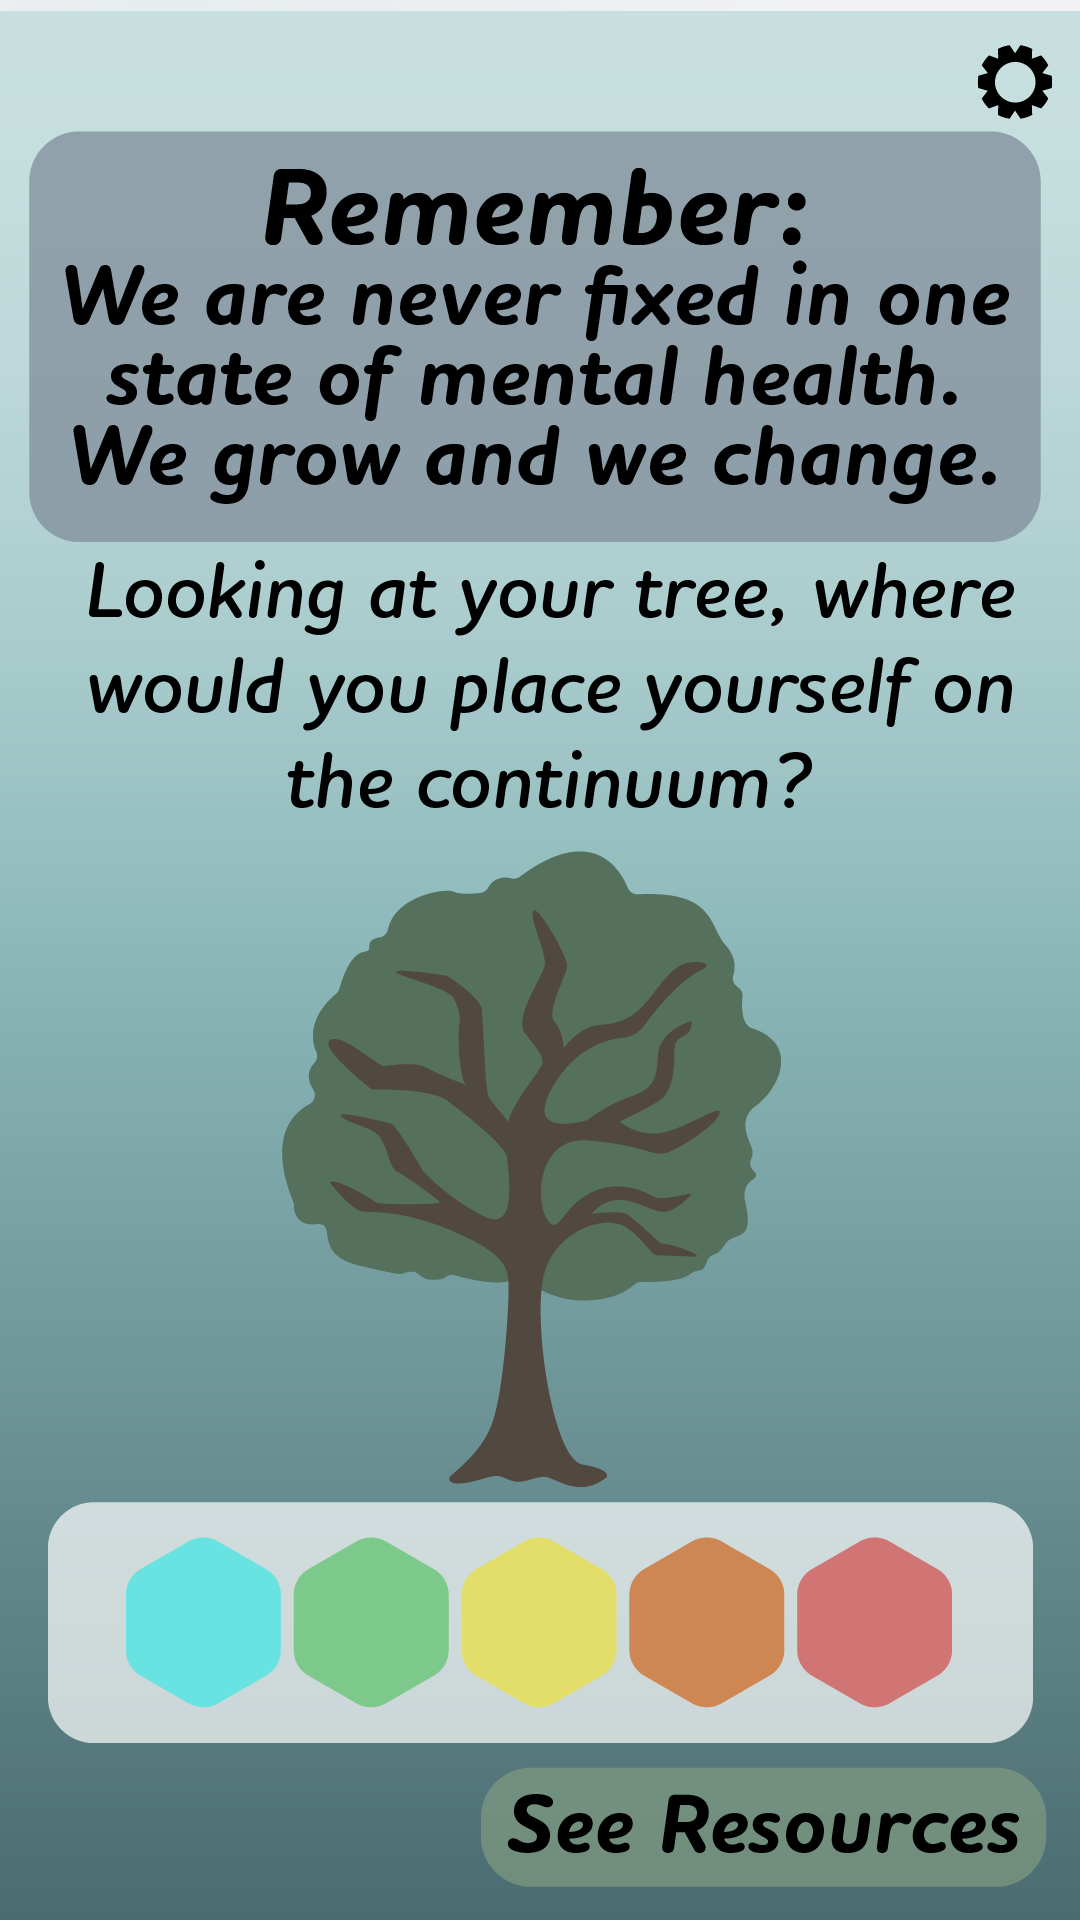 Remember:
We are never fixed in one
state of mental health.
We grow and we change.
Looking at your tree, where
would you place yourself on
the continuum?
See Resources